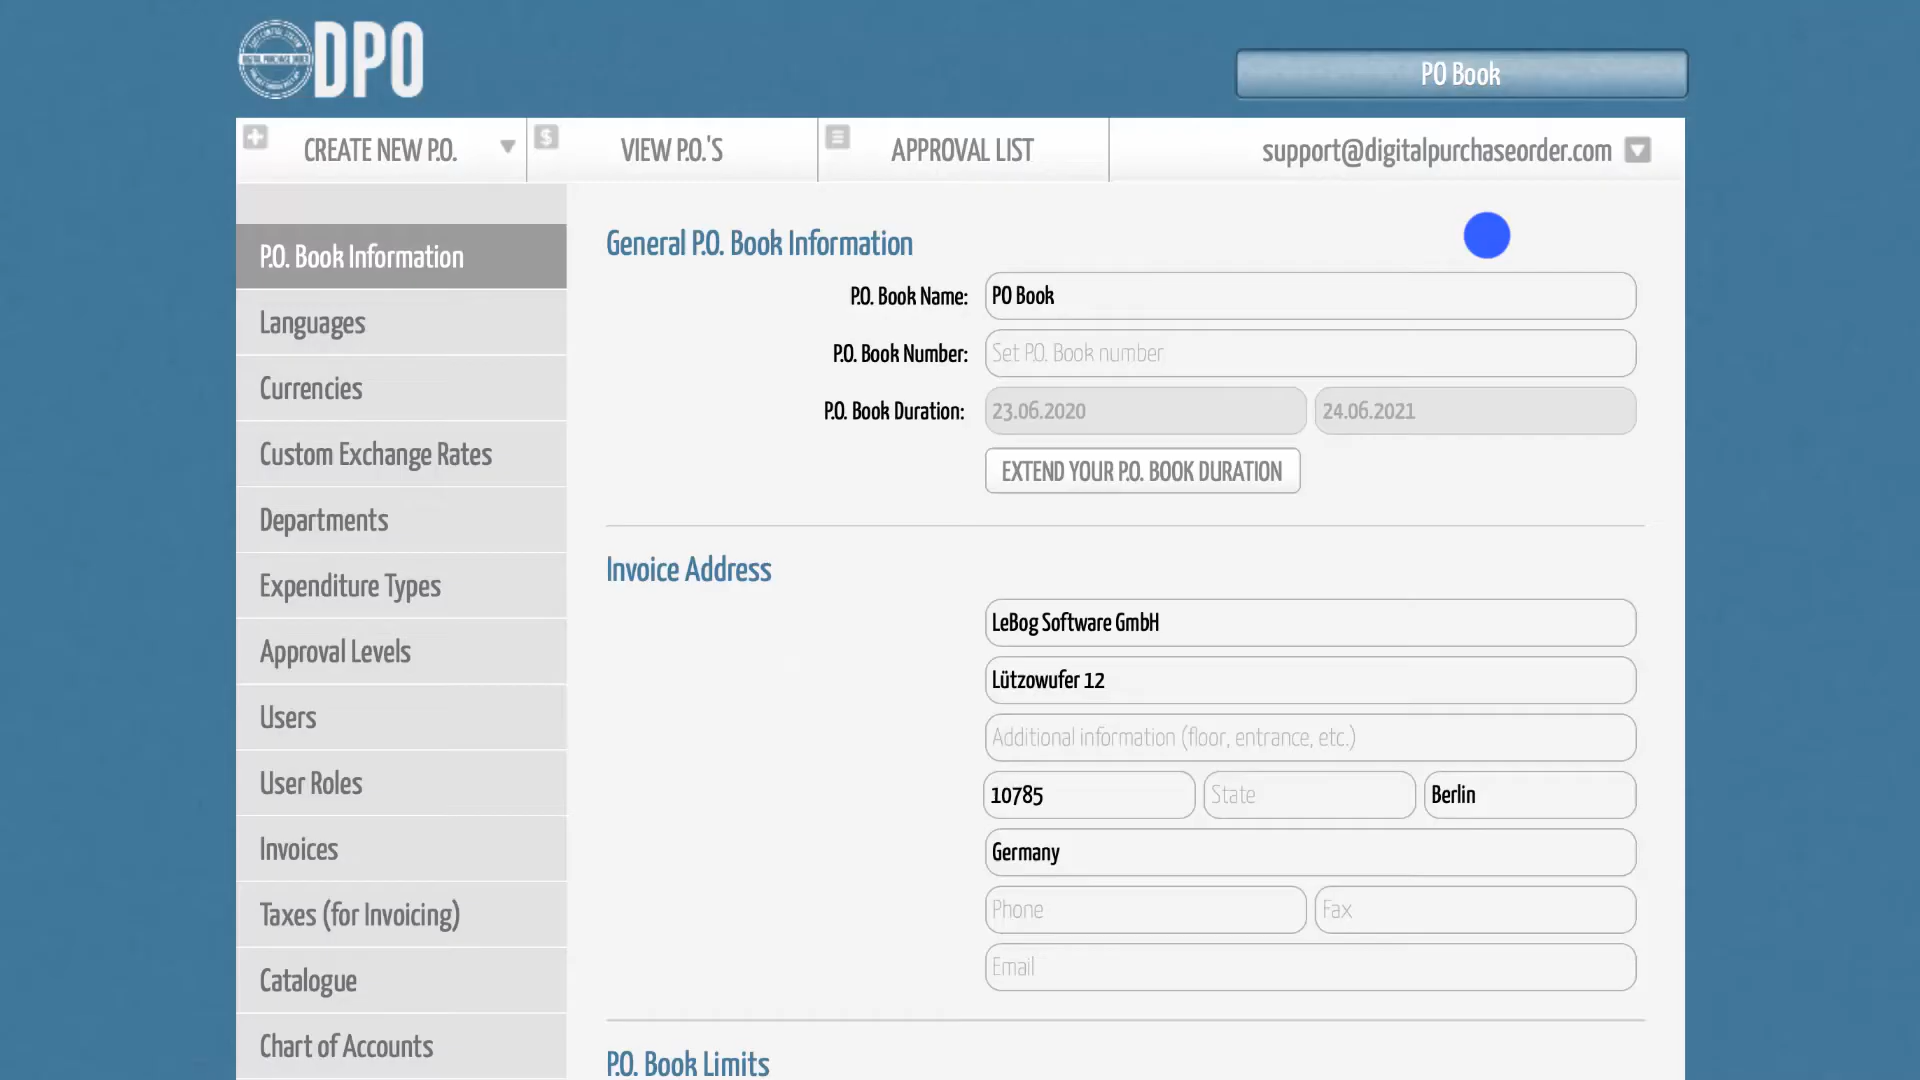 DPO
PO Book
CREATE NEW P.O.
VIEW P.O.'S
APPROVAL LIST
support@digitalpurchaseorder.com
P.O. Book Information
Languages
Currencies
Custom Exchange Rates
Departments
Expenditure Types
Approval Levels
Users
User Roles
Invoices
Taxes (for Invoicing)
Catalogue
Chart of Accounts
General P.O. Book Information
P.O. Book Name: PO Book
P.O. Book Number: Set P.O. Book number
P.O. Book Duration: 23.06.2020 24.06.2021
EXTEND YOUR P.O. BOOK DURATION
Invoice Address
LeBog Software GmbH
Lützowufer 12
Additional information (floor, entrance, etc.)
10785 State Berlin
Germany
Phone Fax
Email
P.O. Book Limits